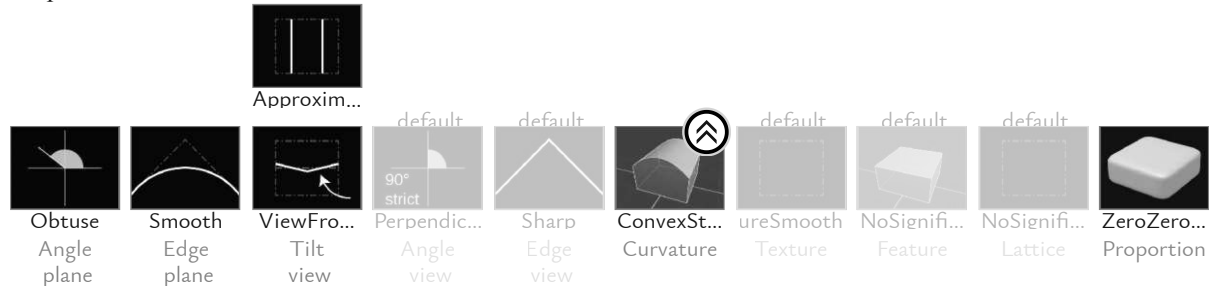 Approxim...
default default default default default
90°
strict
Obtuse Smooth ViewFro... Perpendic... Sharp ConvexSt... ureSmooth NoSignifi... NoSignifi... ZeroZero...
Angle Edge Tilt Angle Edge Curvature Texture Feature Lattice Proportion
plane plane view view view